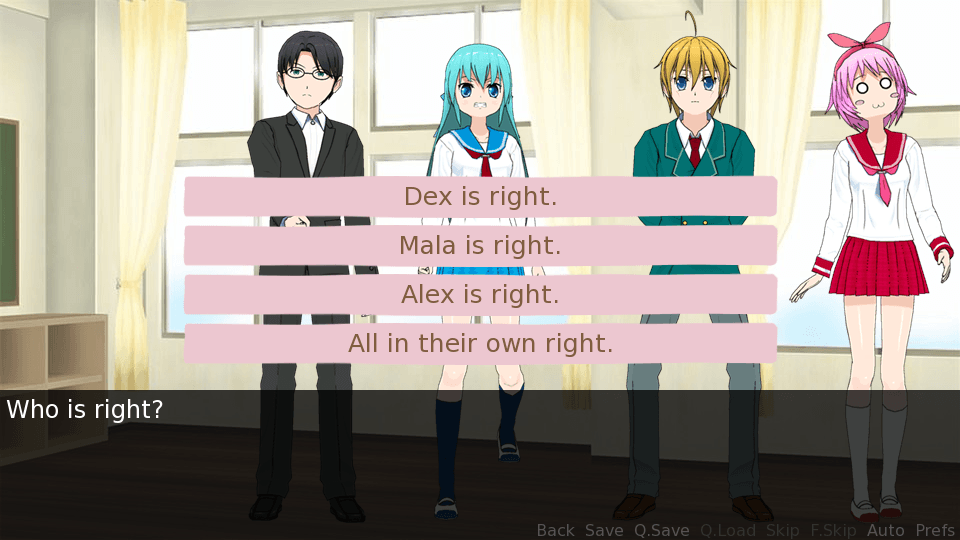 Dex is right.
Mala is right.
Alex is right.
All in their own right.
Who is right?
Back Save Q.Save Q.Load Skip F.Skip Auto Prefs